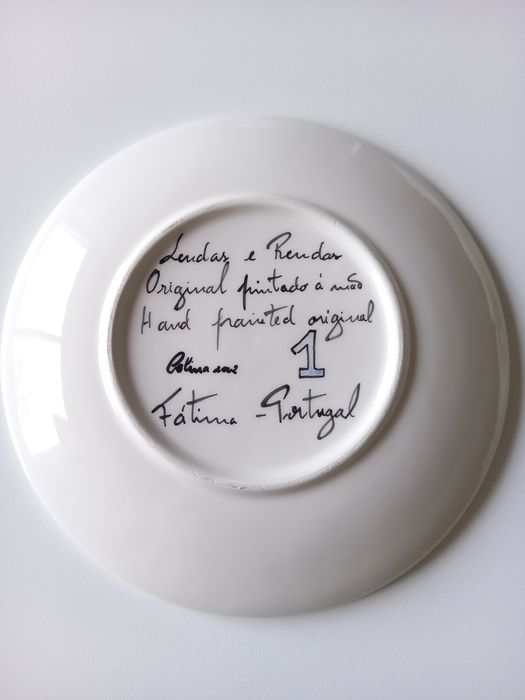 Lendas e Rendas
Original pintado á mão
Hand painted original
1
Fátima - Portugal